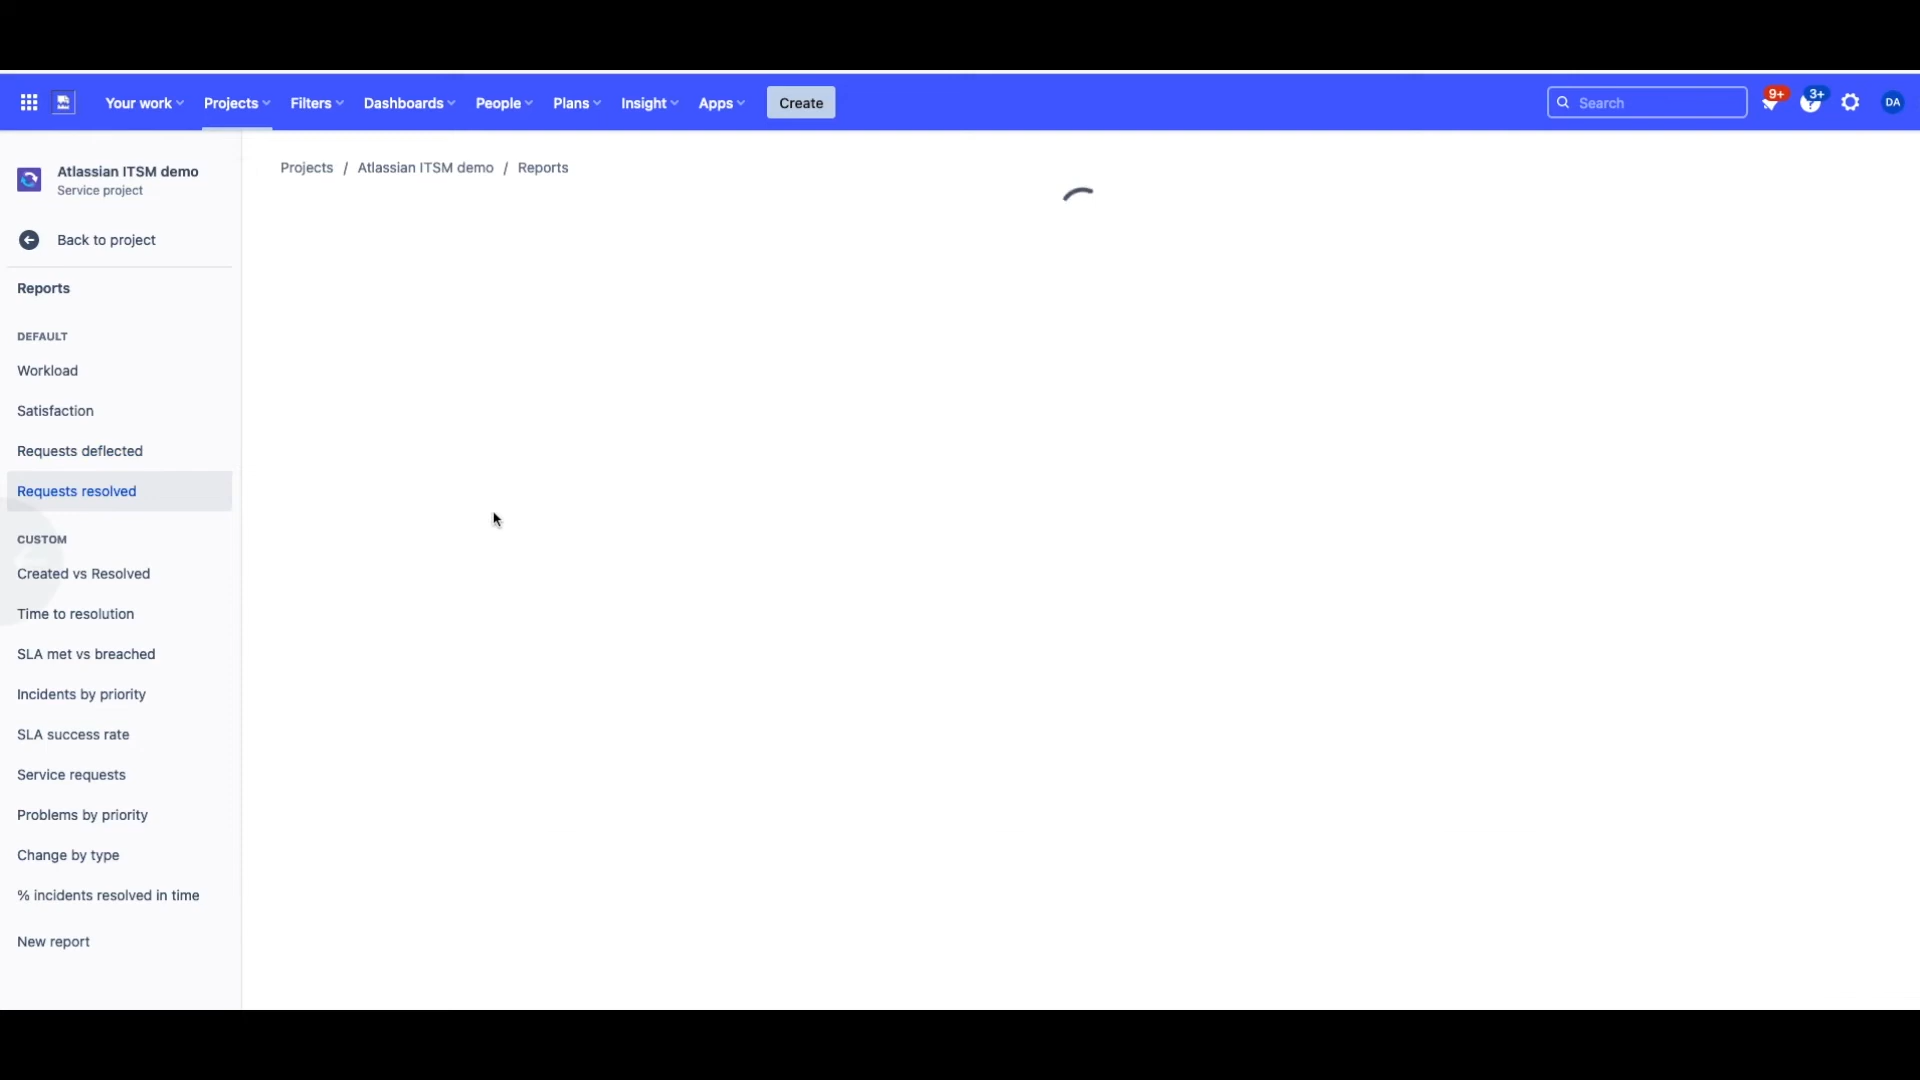 Your work Projects Filters Dashboards People Plans Insight Apps Create Search 9+ 3+ DA
Atlassian ITSM demo
Service project
Projects / Atlassian ITSM demo / Reports
Back to project
Reports
DEFAULT
Workload
Satisfaction
Requests deflected
Requests resolved
CUSTOM
Created vs Resolved
Time to resolution
SLA met vs breached
Incidents by priority
SLA success rate
Service requests
Problems by priority
Change by type
% incidents resolved in time
New report